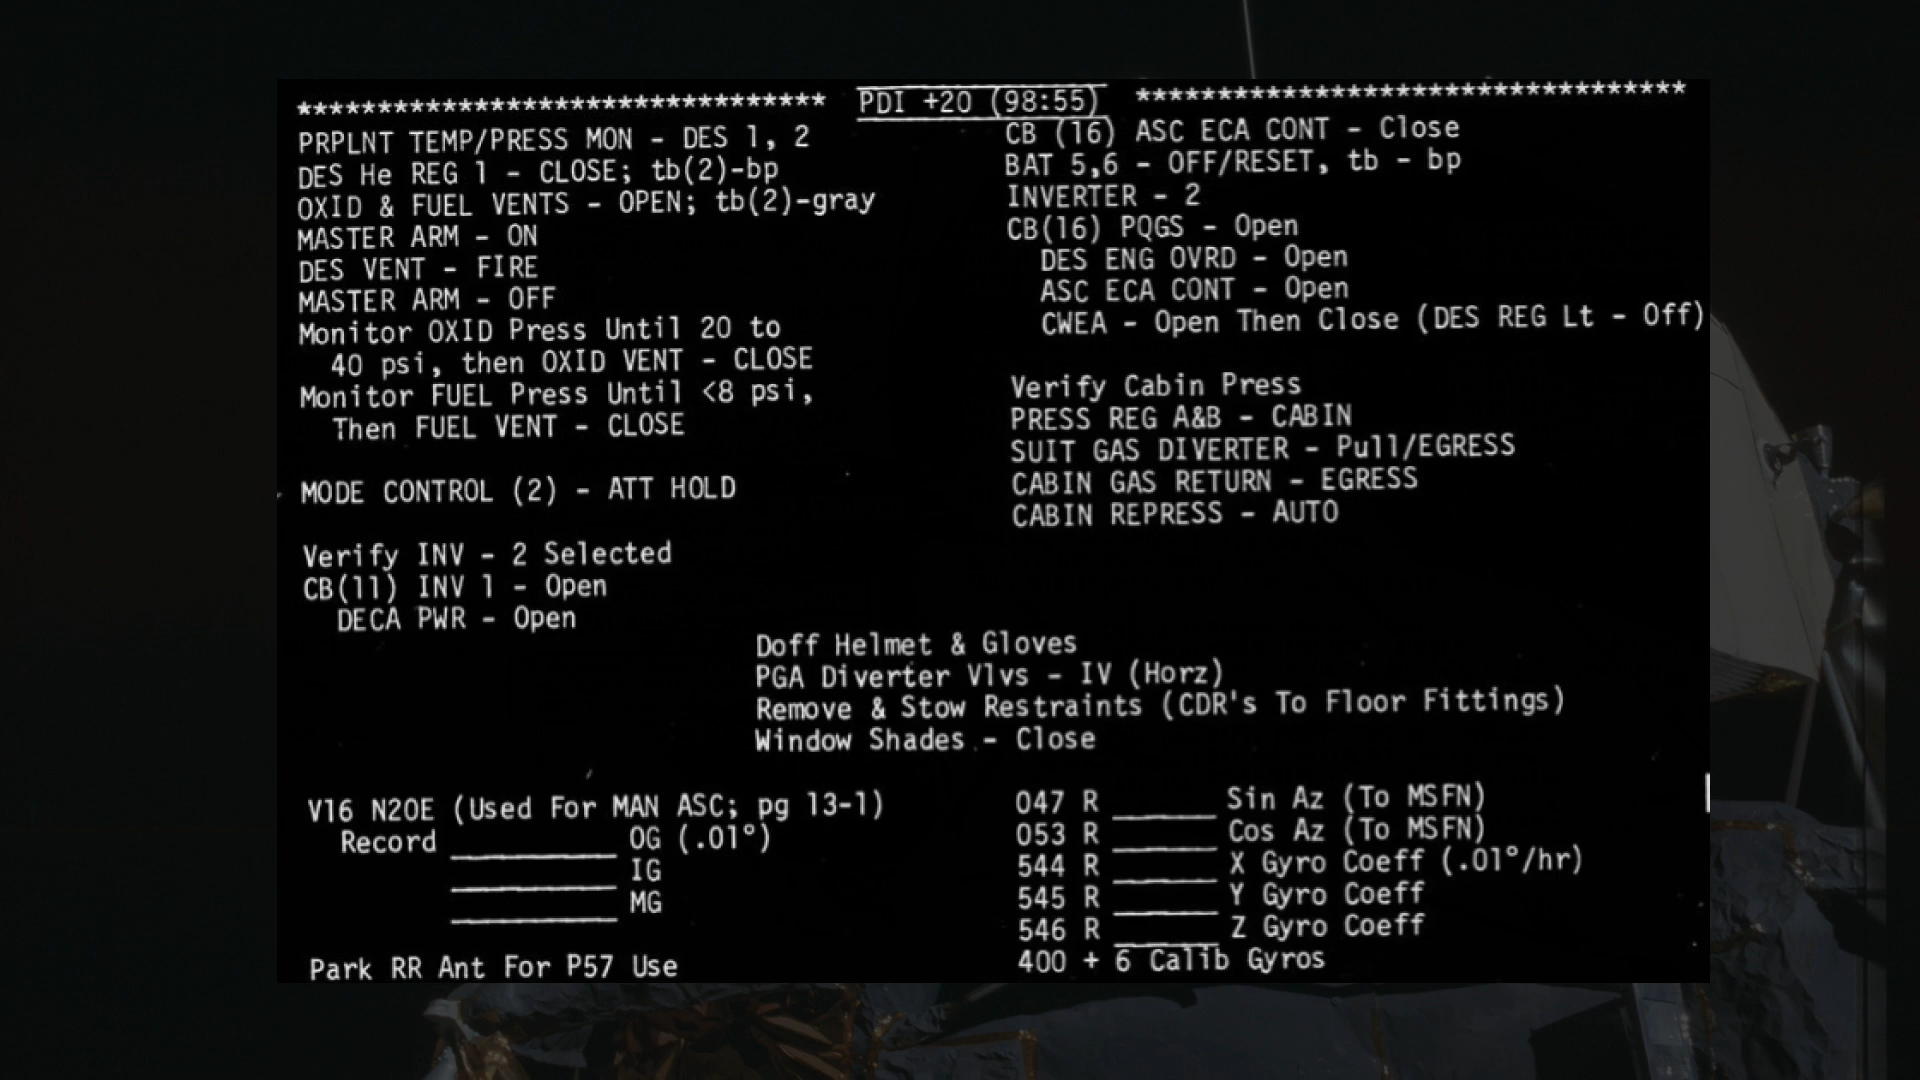 ********************************* PDI +20 (98:55) **********************************
PRPLNT TEMP/PRESS MON - DES 1, 2
DES He REG 1 - CLOSE; tb(2)-bp
OXID & FUEL VENTS - OPEN; tb(2)-gray
MASTER ARM - ON
DES VENT - FIRE
MASTER ARM - OFF
Monitor OXID Press Until 20 to
40 psi, then OXID VENT - CLOSE
Monitor FUEL Press Until <8 psi,
Then FUEL VENT - CLOSE
MODE CONTROL (2) - ATT HOLD
Verify INV - 2 Selected
CB(11) INV 1 - Open
DECA PWR - Open
CB (16) ASC ECA CONT - Close
BAT 5,6 - OFF/RESET, tb - bp
INVERTER - 2
CB(16) PQGS - Open
DES ENG OVRD - Open
ASC ECA CONT - Open
CWEA - Open Then Close (DES REG Lt - Off)
Verify Cabin Press
PRESS REG A&B - CABIN
SUIT GAS DIVERTER - Pull/EGRESS
CABIN GAS RETURN - EGRESS
CABIN REPRESS - AUTO
Doff Helmet & Gloves
PGA Diverter Vlvs - IV (Horz)
Remove & Stow Restraints (CDR's To Floor Fittings)
Window Shades - Close
V16 N20E (Used For MAN ASC; pg 13-1)
Record __________ OG (.01°)
__________ IG
__________ MG
Park RR Ant For P57 Use
047 R ______ Sin Az (To MSFN)
053 R ______ Cos Az (To MSFN)
544 R ______ X Gyro Coeff (.01°/hr)
545 R ______ Y Gyro Coeff
546 R ______ Z Gyro Coeff
400 + 6 Calib Gyros